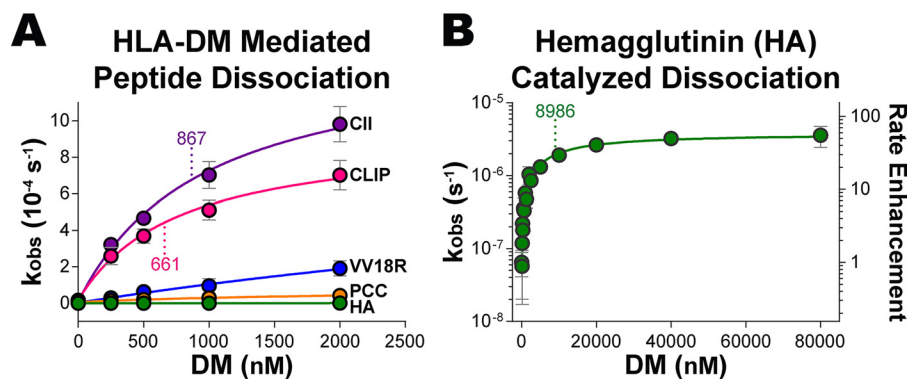 A
HLA-DM Mediated
Peptide Dissociation
kobs (10⁻⁴ s⁻¹)
10
8
6
4
2
0
867
661
CII
CLIP
VV18R
PCC
HA
0 500 1000 1500 2000 2500
DM (nM)
B
Hemagglutinin (HA)
Catalyzed Dissociation
kobs (s⁻¹)
10⁻⁵
10⁻⁶
10⁻⁷
10⁻⁸
8986
100
10
1
Rate Enhancement
0 20000 40000 60000 80000
DM (nM)